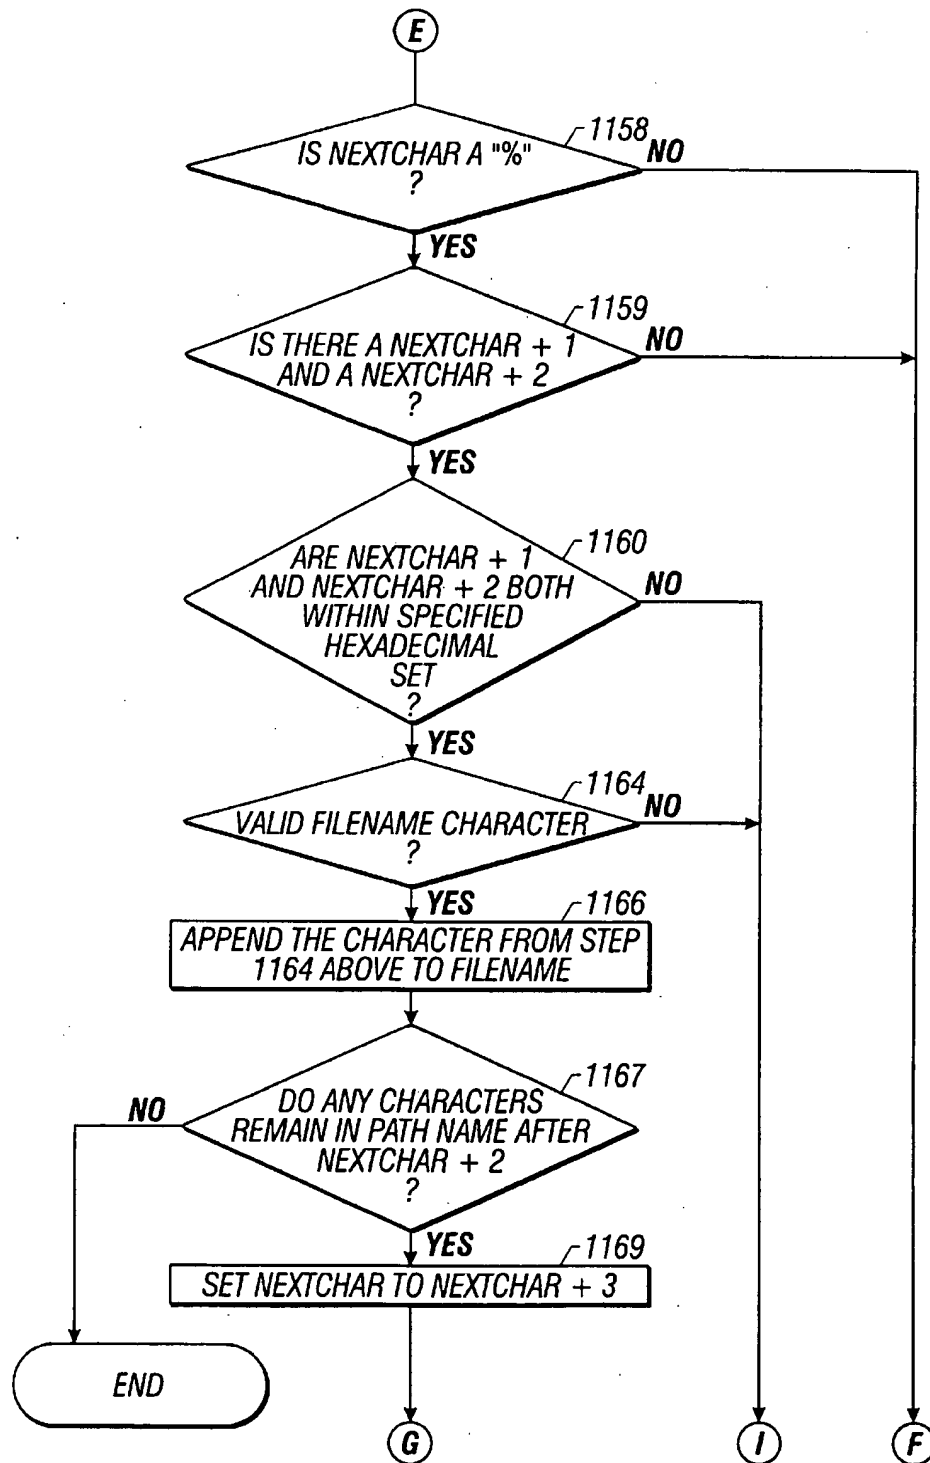 E
1158
IS NEXTCHAR A "%"
?
NO
YES
1159
IS THERE A NEXTCHAR + 1
AND A NEXTCHAR + 2
?
NO
YES
1160
ARE NEXTCHAR + 1
AND NEXTCHAR + 2 BOTH
WITHIN SPECIFIED
HEXADECIMAL
SET
?
NO
YES
1164
VALID FILENAME CHARACTER
?
NO
YES
1166
APPEND THE CHARACTER FROM STEP
1164 ABOVE TO FILENAME
1167
DO ANY CHARACTERS
REMAIN IN PATH NAME AFTER
NEXTCHAR + 2
?
NO
YES
1169
SET NEXTCHAR TO NEXTCHAR + 3
END
G
I
F